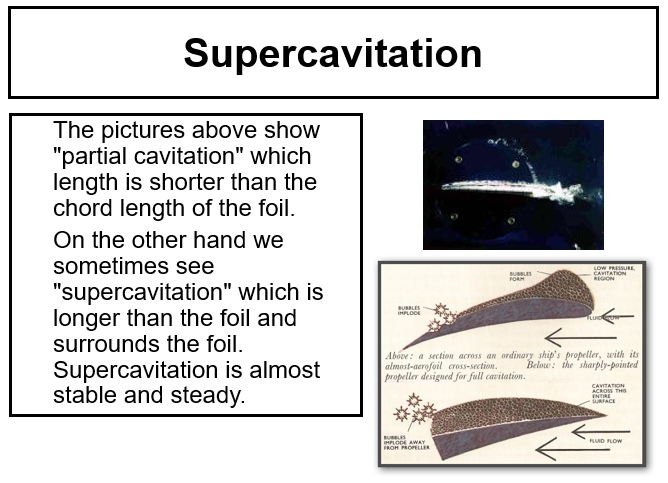 Supercavitation
The pictures above show
"partial cavitation" which
length is shorter than the
chord length of the foil.
On the other hand we
sometimes see
"supercavitation" which is
longer than the foil and
surrounds the foil.
Supercavitation is almost
stable and steady.
BUBBLES
FORM
LOW PRESSURE,
CAVITATION
REGION
BUBBLES
IMPLODE
FLUID FLOW
Above: a section across an ordinary ship's propeller, with its
almost-aerofoil cross-section. Below: the sharply-pointed
propeller designed for full cavitation.
CAVITATION
ACROSS THIS
ENTIRE
SURFACE
BUBBLES
IMPLODE AWAY
FROM PROPELLER
FLUID FLOW